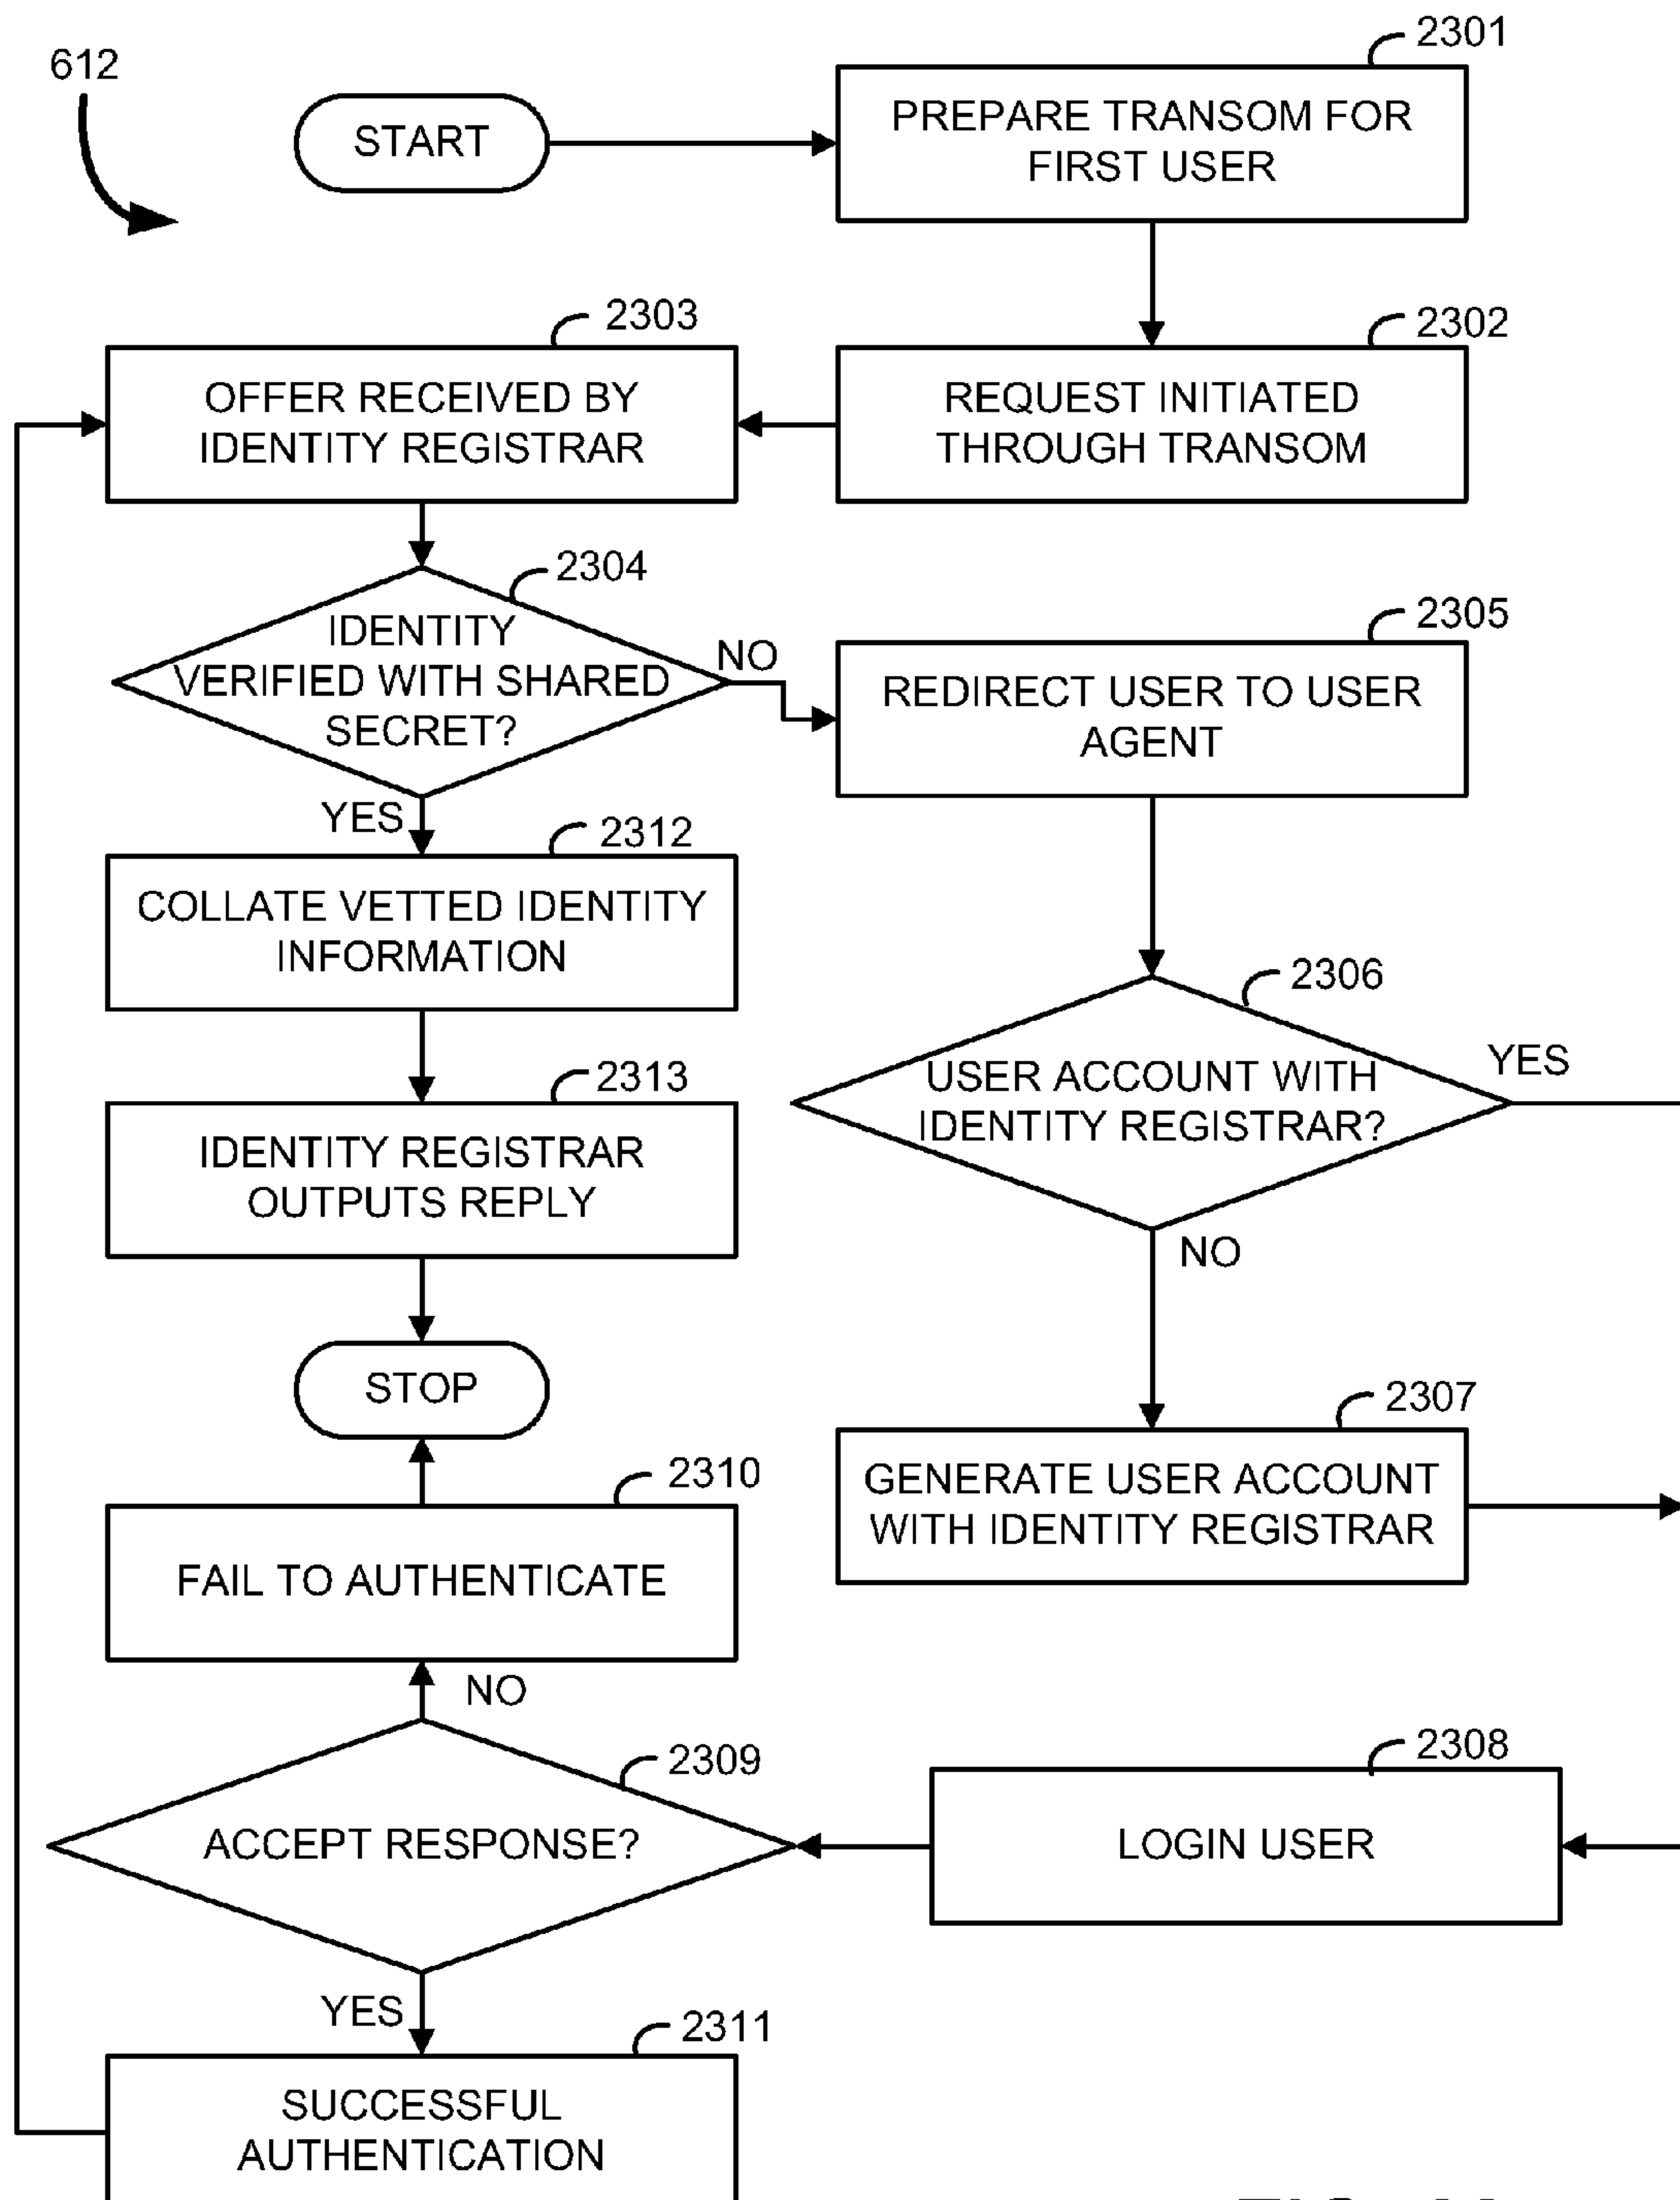 612
START
2301
PREPARE TRANSOM FOR
FIRST USER
2303
OFFER RECEIVED BY
IDENTITY REGISTRAR
2302
REQUEST INITIATED
THROUGH TRANSOM
2304
IDENTITY
VERIFIED WITH SHARED
SECRET?
NO
YES
2305
REDIRECT USER TO USER
AGENT
2312
COLLATE VETTED IDENTITY
INFORMATION
2306
USER ACCOUNT WITH
IDENTITY REGISTRAR?
YES
NO
2313
IDENTITY REGISTRAR
OUTPUTS REPLY
STOP
2307
GENERATE USER ACCOUNT
WITH IDENTITY REGISTRAR
2310
FAIL TO AUTHENTICATE
NO
2309
ACCEPT RESPONSE?
YES
2308
LOGIN USER
2311
SUCCESSFUL
AUTHENTICATION